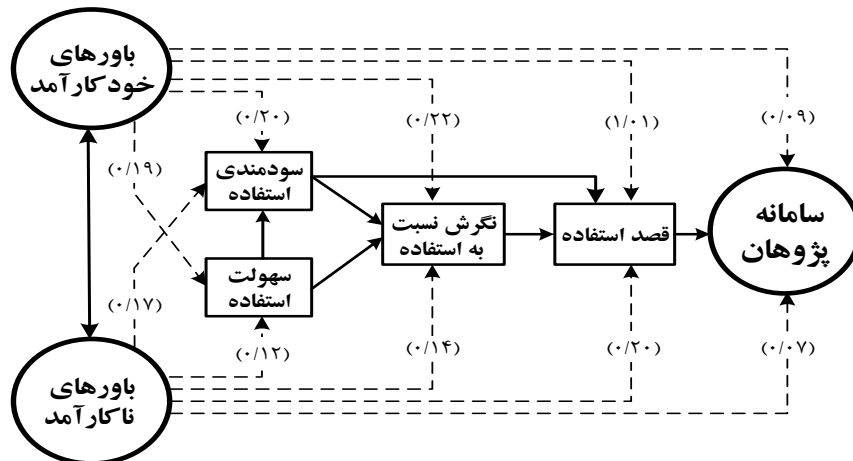 باورهای
خودکارآمد
(۰/۲۰)
(۰/۲۲)
(۱/۰۱)
(۰/۰۹)
(۰/۱۹)
سودمندی
استفاده
نگرش نسبت
به استفاده
قصد استفاده
سامانه
پژوهان
سهولت
استفاده
(۰/۱۷)
(۰/۱۲)
(۰/۱۴)
(۰/۲۰)
(۰/۰۷)
باورهای
ناکارآمد